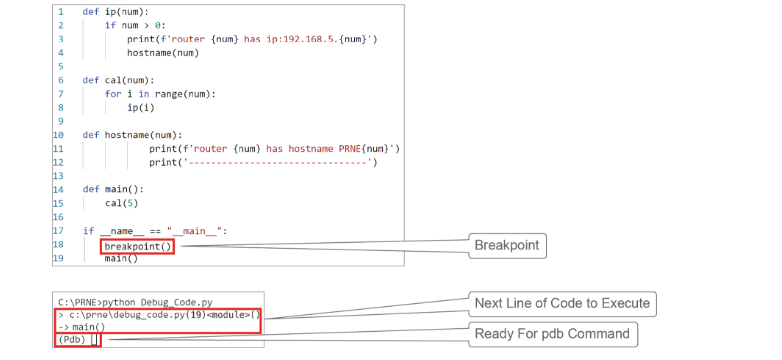 1 def ip(num):
2 if num > 0:
3 print(f'router {num} has ip:192.168.5.{num}')
4 hostname(num)
5
6 def cal(num):
7 for i in range(num):
8 ip(i)
9
10 def hostname(num):
11 print(f'router {num} has hostname PRNE{num}')
12 print('------------------------------')
13
14 def main():
15 cal(5)
16
17 if __name__ == "__main__":
18 breakpoint()
Breakpoint
19 main()
C:\PRNE>python Debug_Code.py
> c:\prne\debug_code.py(19)<module>()
-> main()
Next Line of Code to Execute
(Pdb)
Ready For pdb Command